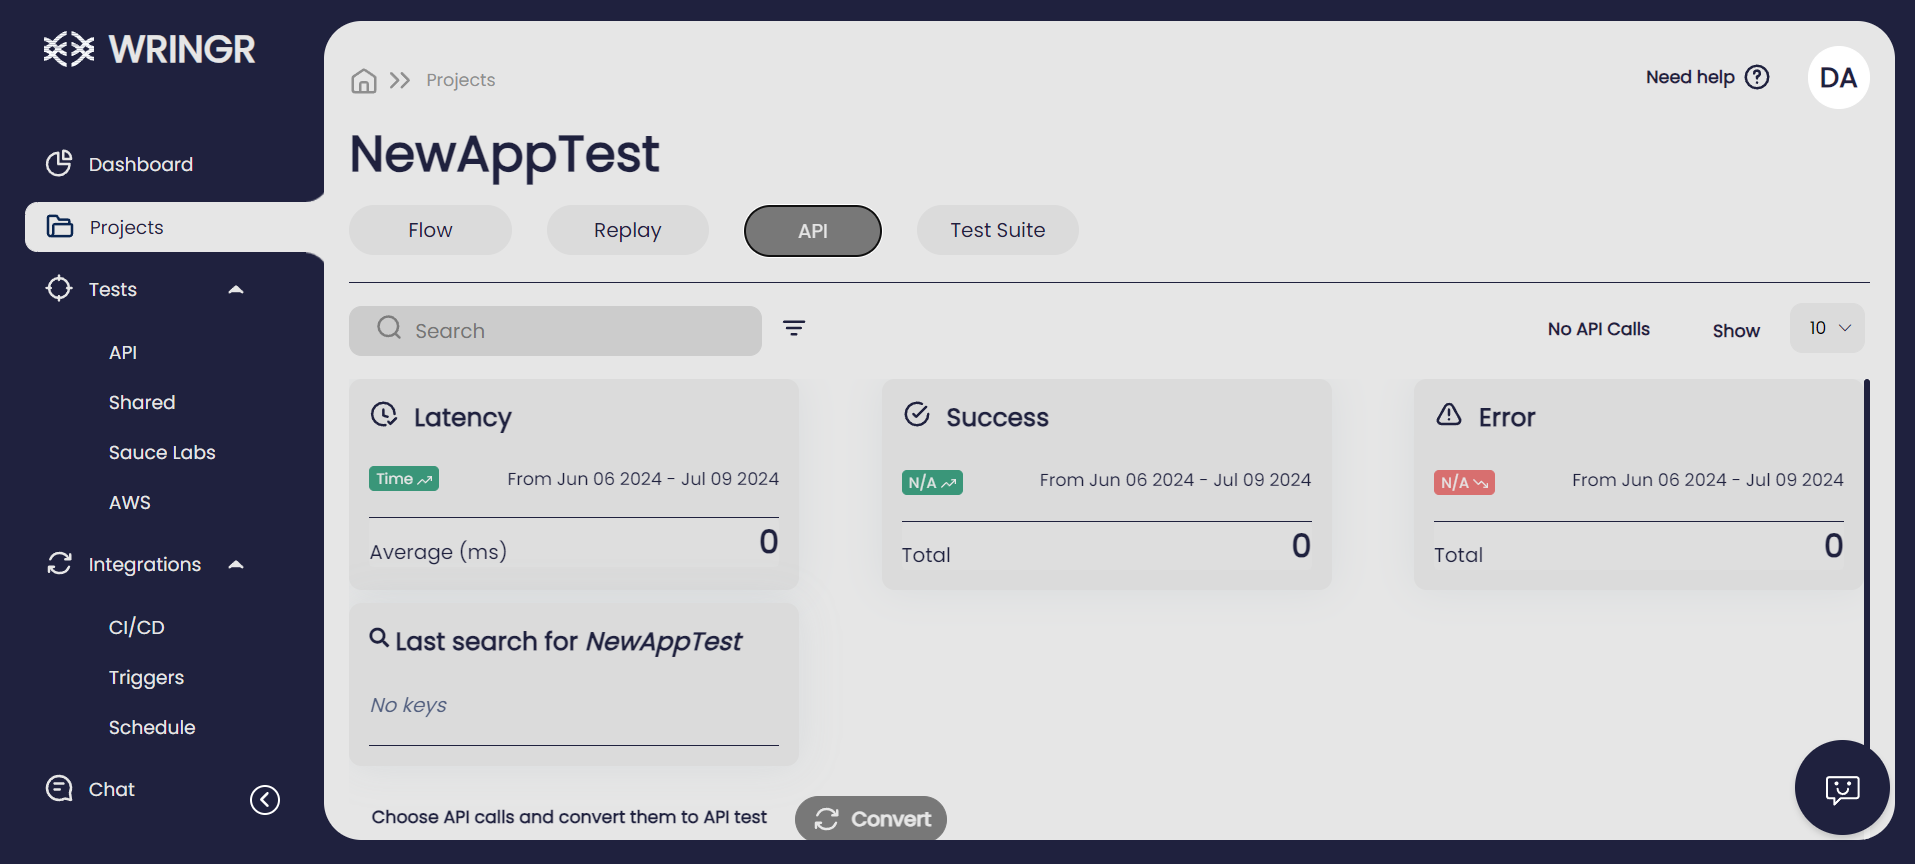 WRINGR
Dashboard
Projects
Tests
API
Shared
Sauce Labs
AWS
Integrations
CI/CD
Triggers
Schedule
Chat
Projects
Need help
DA
NewAppTest
Flow
Replay
API
Test Suite
Search
No API Calls
Show
10
Latency
Time
From Jun 06 2024 - Jul 09 2024
Average (ms)
0
Success
N/A
From Jun 06 2024 - Jul 09 2024
Total
0
Error
N/A
From Jun 06 2024 - Jul 09 2024
Total
0
Last search for NewAppTest
No keys
Choose API calls and convert them to API test
Convert